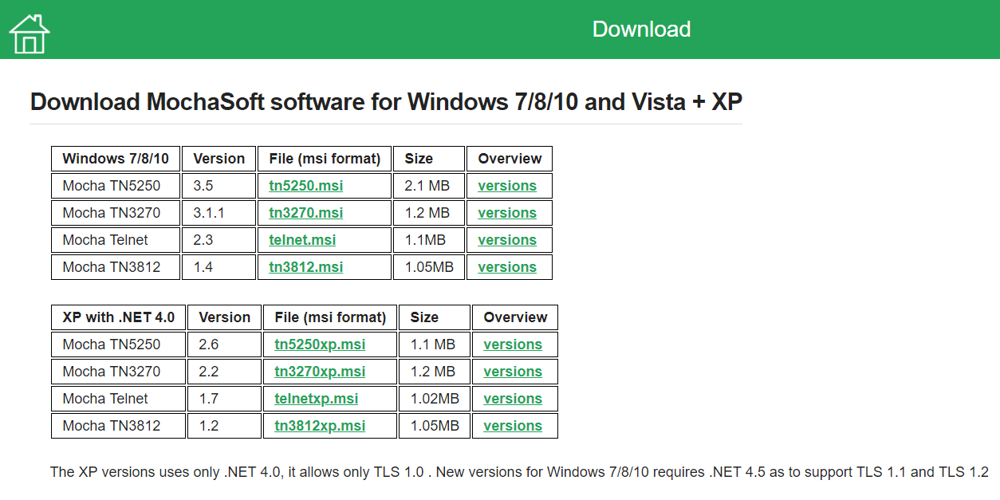 Download
Download MochaSoft software for Windows 7/8/10 and Vista + XP
Windows 7/8/10 Version File (msi format) Size Overview
Mocha TN5250 3.5 tn5250.msi 2.1 MB versions
Mocha TN3270 3.1.1 tn3270.msi 1.2 MB versions
Mocha Telnet 2.3 telnet.msi 1.1MB versions
Mocha TN3812 1.4 tn3812.msi 1.05MB versions
XP with .NET 4.0 Version File (msi format) Size Overview
Mocha TN5250 2.6 tn5250xp.msi 1.1 MB versions
Mocha TN3270 2.2 tn3270xp.msi 1.2 MB versions
Mocha Telnet 1.7 telnetxp.msi 1.02MB versions
Mocha TN3812 1.2 tn3812xp.msi 1.05MB versions
The XP versions uses only .NET 4.0, it allows only TLS 1.0 . New versions for Windows 7/8/10 requires .NET 4.5 as to support TLS 1.1 and TLS 1.2